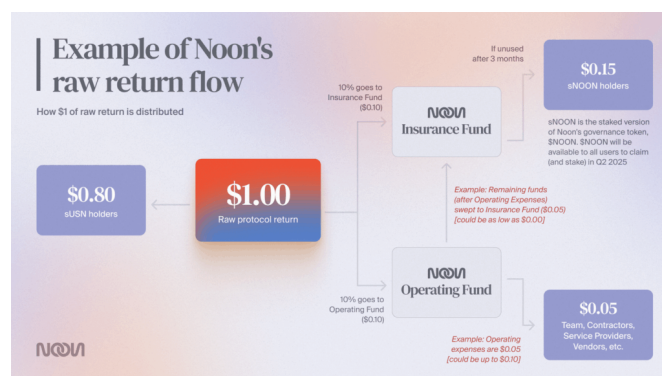 Example of Noon's
raw return flow
How $1 of raw return is distributed
$0.80
sUSN holders
$1.00
Raw protocol return
10% goes to
Insurance Fund
($0.10)
NOON
Insurance Fund
If unused
after 3 months
$0.15
sNOON holders
sNOON is the staked version
of Noon's governance token,
$NOON. $NOON will be
available to all users to claim
(and stake) in Q2 2025
Example: Remaining funds
(after Operating Expenses)
swept to Insurance Fund ($0.05)
[could be as low as $0.00]
10% goes to
Operating Fund
($0.10)
NOON
Operating Fund
Example: Operating
expenses are $0.05
[could be up to $0.10]
$0.05
Team, Contractors,
Service Providers,
Vendors, etc.
NOON